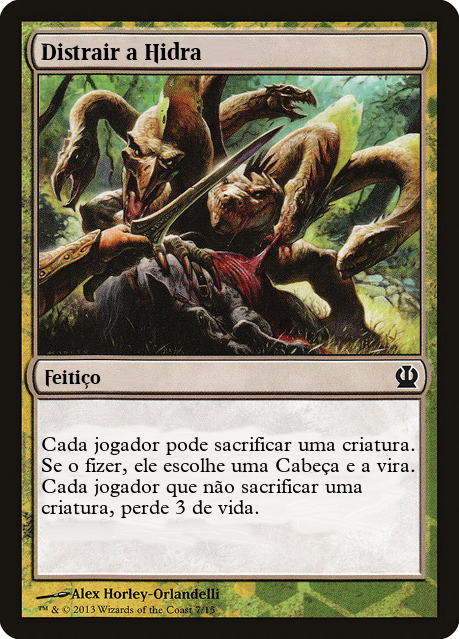 Distrair a Hidra
Feitiço
Cada jogador pode sacrificar uma criatura.
Se o fizer, ele escolhe uma Cabeça e a vira.
Cada jogador que não sacrificar uma
criatura, perde 3 de vida.
Alex Horley-Orlandelli
™ & © 2013 Wizards of the Coast 7/15